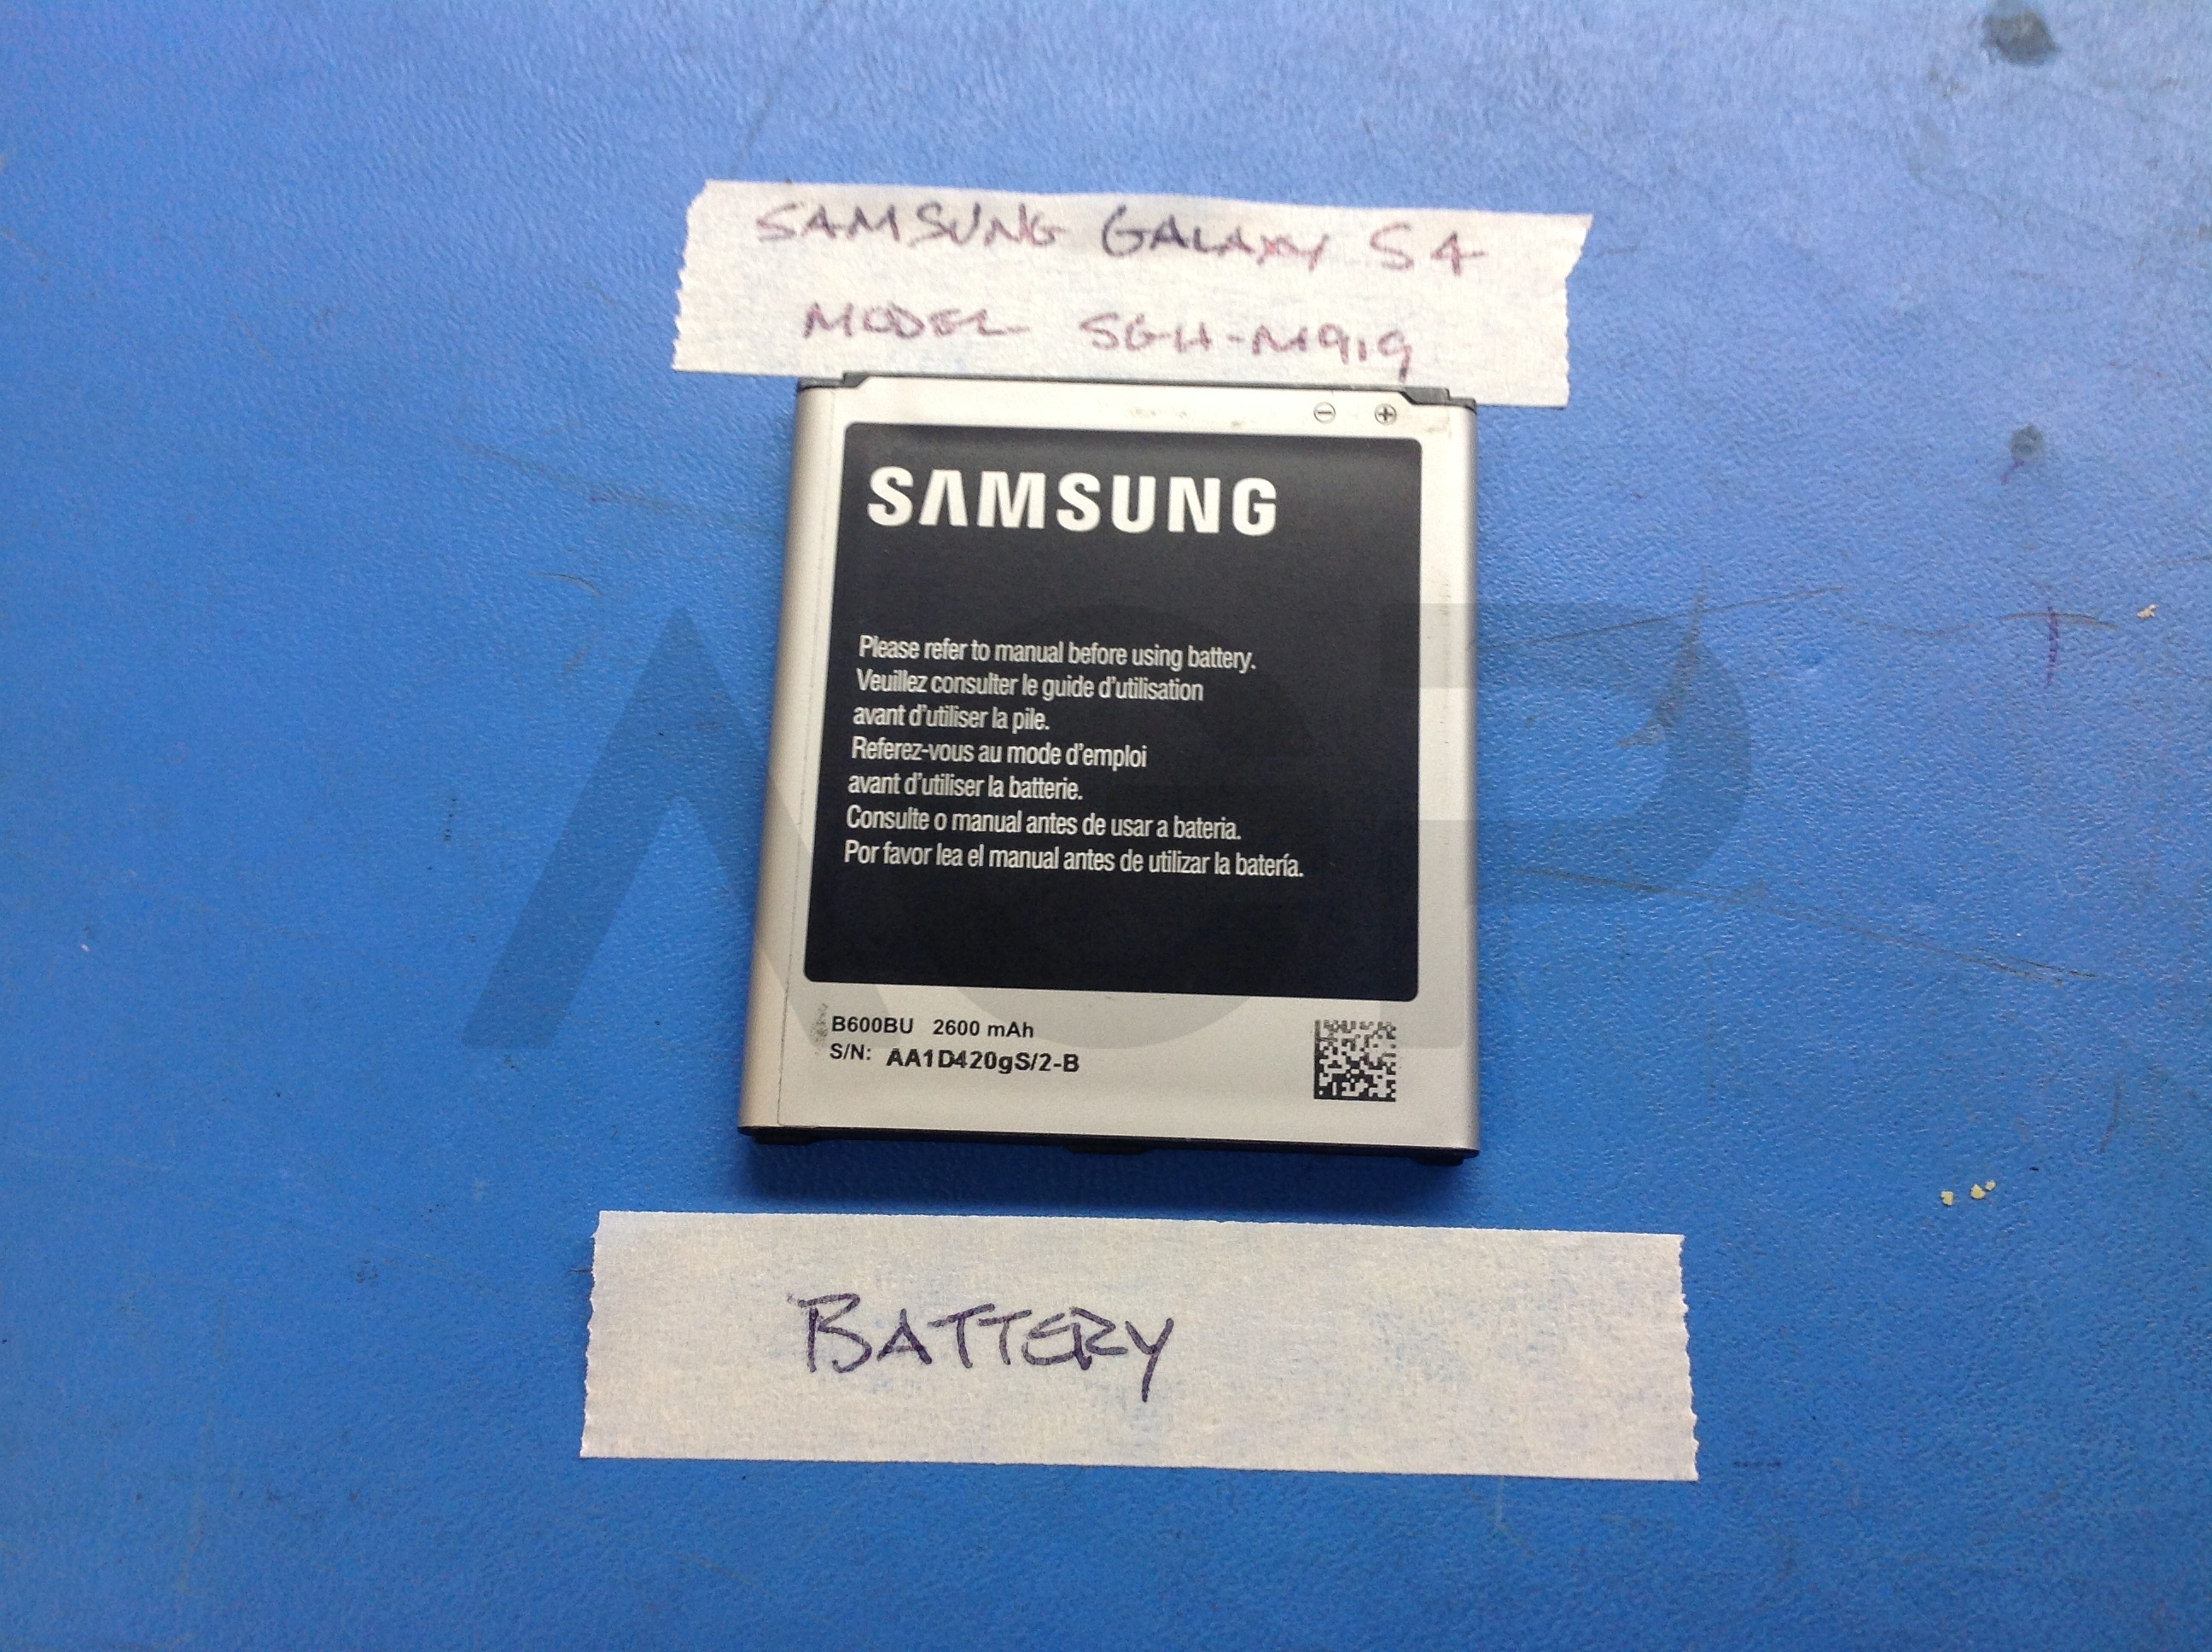 SAMSUNG GALAXY S4
MODEL SGH-M919
SAMSUNG
Please refer to manual before using battery.
Veuillez consulter le guide d'utilisation
avant d'utiliser la pile.
Referez-vous au mode d'emploi
avant d'utiliser la batterie.
Consulte o manual antes de usar a bateria.
Por favor lea el manual antes de utilizar la batería.
B600BU 2600 mAh
S/N: AA1D420gS/2-B
BATTERY